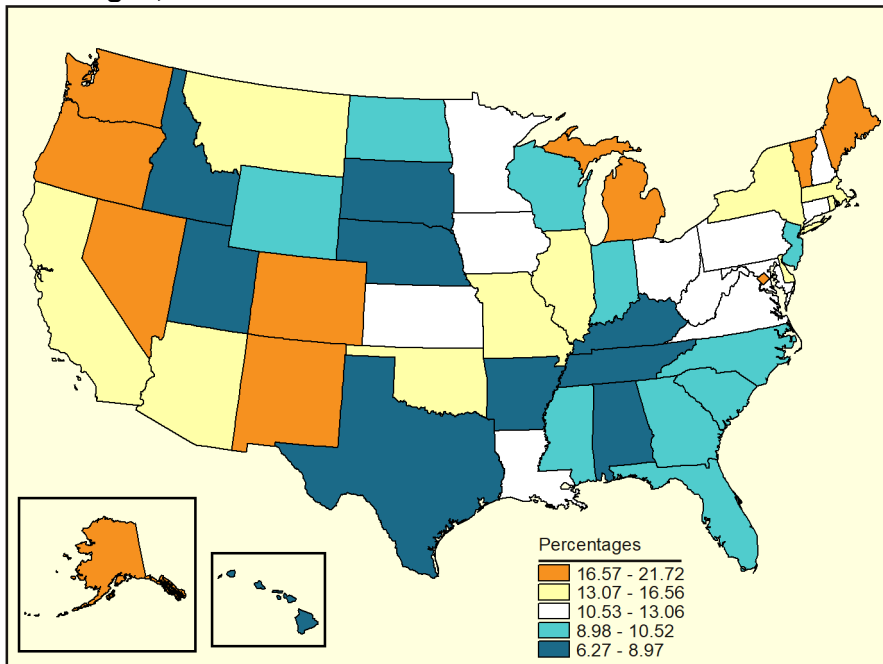 Percentages
16.57 - 21.72
13.07 - 16.56
10.53 - 13.06
8.98 - 10.52
6.27 - 8.97